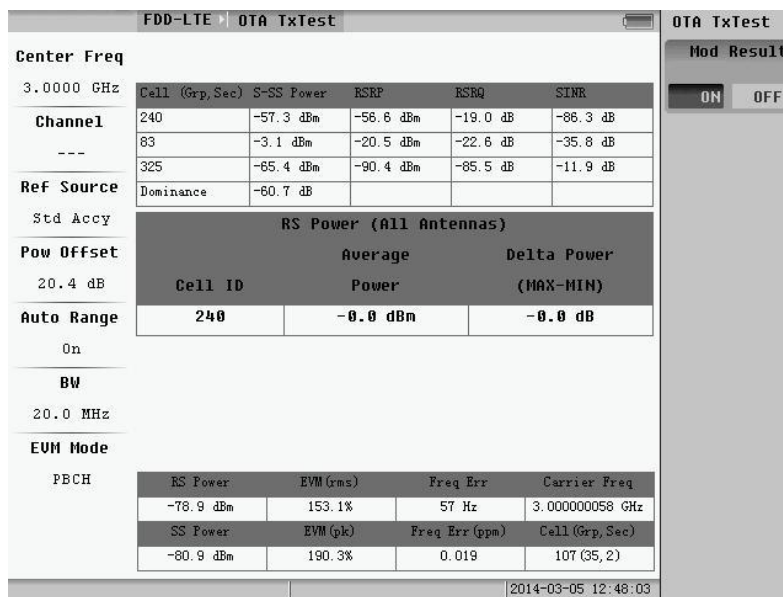 FDD-LTE OTA TxTest
OTA TxTest
Mod Result
ON OFF
Center Freq
3.0000 GHz
Channel
---
Ref Source
Std Accy
Pow Offset
20.4 dB
Auto Range
On
BW
20.0 MHz
EVM Mode
PBCH
Cell (Grp,Sec) S-SS Power RSRP RSRQ SINR
240 -57.3 dBm -56.6 dBm -19.0 dB -86.3 dB
83 -3.1 dBm -20.5 dBm -22.6 dB -35.8 dB
325 -65.4 dBm -90.4 dBm -85.5 dB -11.9 dB
Dominance -60.7 dB
RS Power (All Antennas)
Cell ID Average Power Delta Power (MAX-MIN)
240 -0.0 dBm -0.0 dB
RS Power EVM(rms) Freq Err Carrier Freq
-78.9 dBm 153.1% 57 Hz 3.000000058 GHz
SS Power EVM(pk) Freq Err(ppm) Cell(Grp,Sec)
-80.9 dBm 190.3% 0.019 107(35,2)
2014-03-05 12:48:03